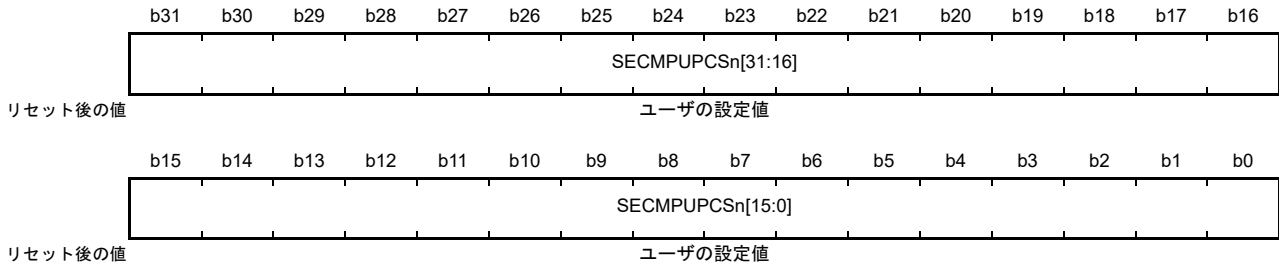 b31 b30 b29 b28 b27 b26 b25 b24 b23 b22 b21 b20 b19 b18 b17 b16
SECMPUPCSn[31:16]
リセット後の値 ユーザの設定値
b15 b14 b13 b12 b11 b10 b9 b8 b7 b6 b5 b4 b3 b2 b1 b0
SECMPUPCSn[15:0]
リセット後の値 ユーザの設定値